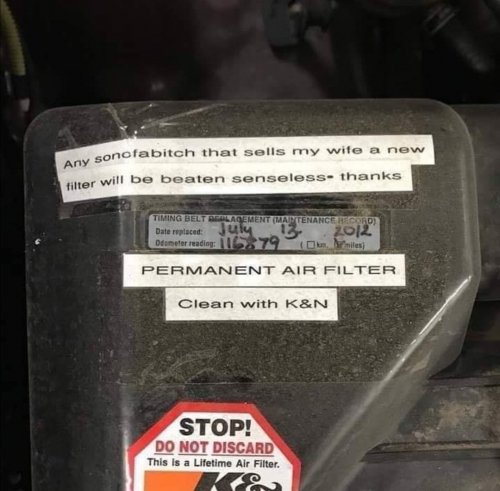 Any sonofabitch that sells my wife a new
filter will be beaten senseless- thanks
TIMING BELT REPLACEMENT (MAINTENANCE RECORD)
Date replaced: July 13 2012
Odometer reading: 116879 ( km, miles)
PERMANENT AIR FILTER
Clean with K&N
STOP!
DO NOT DISCARD
This is a Lifetime Air Filter.
K&N